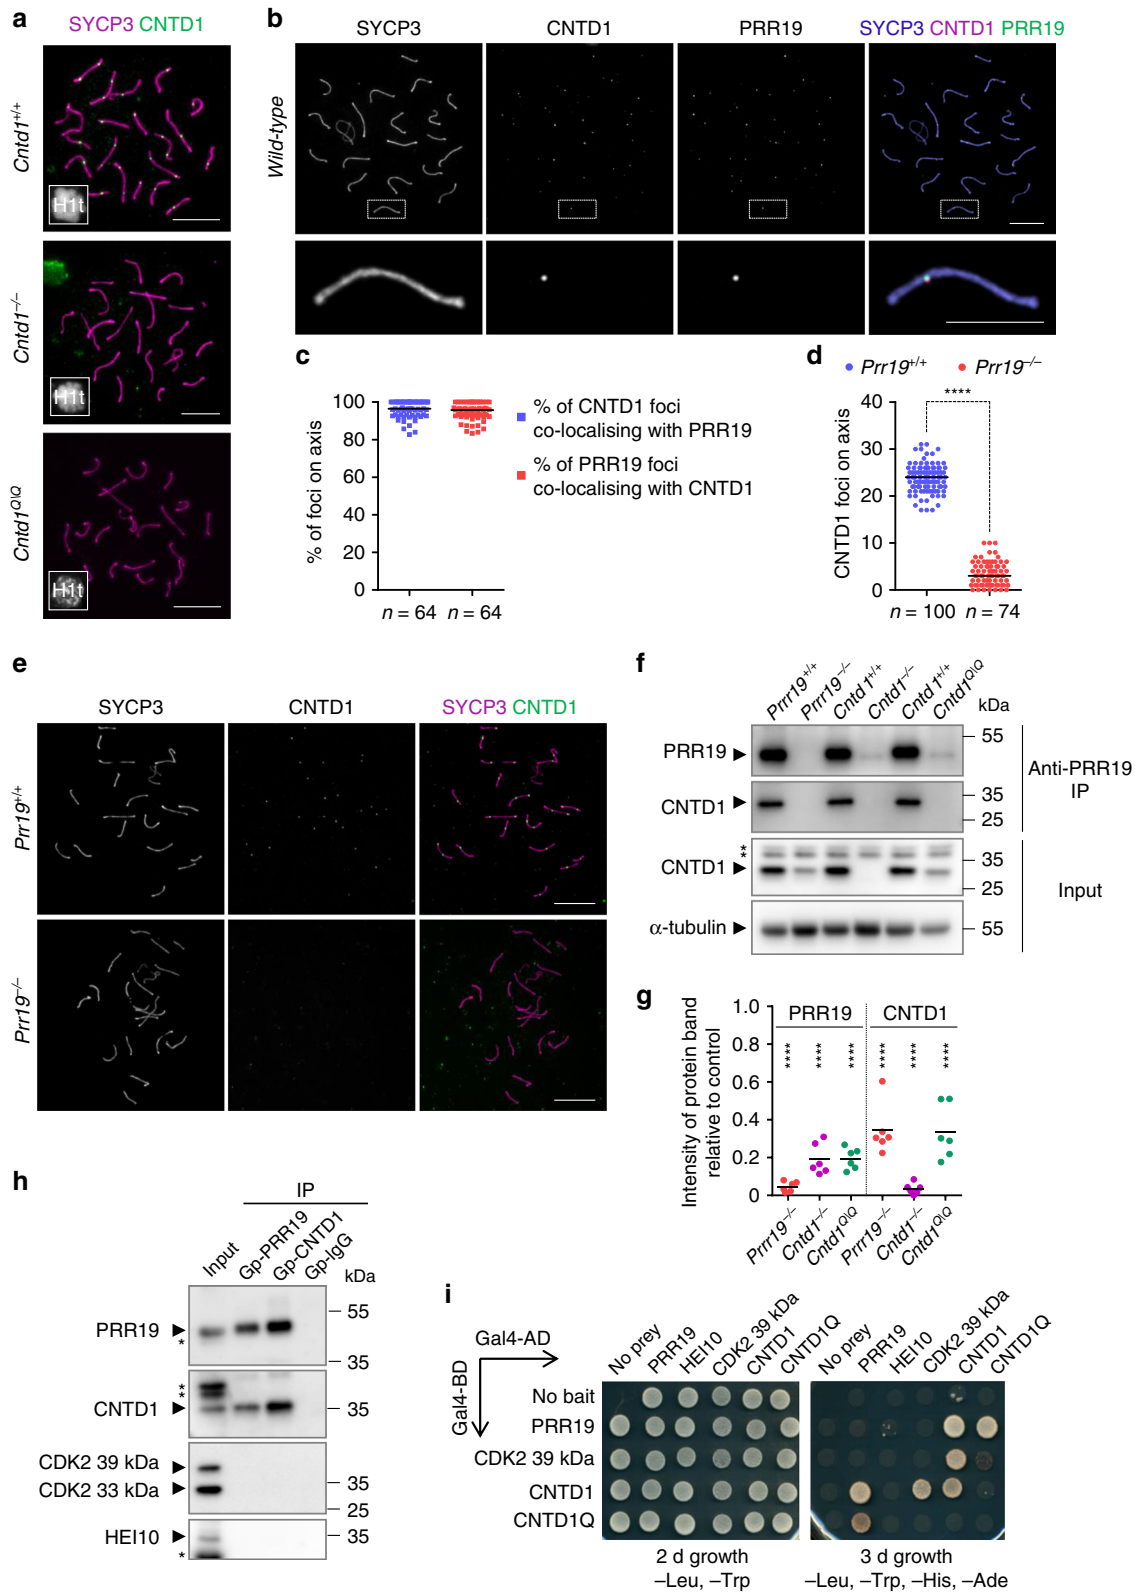 a
SYCP3 CNTD1
Cntd1+/+
H1t
Cntd1−/−
H1t
Cntd1Q\Q
H1t
b
SYCP3 CNTD1 PRR19 SYCP3 CNTD1 PRR19
Wild-type
c
% of foci on axis
100
80
60
40
20
0
n = 64 n = 64
% of CNTD1 foci
co-localising with PRR19
% of PRR19 foci
co-localising with CNTD1
d
Prr19+/+ Prr19−/−
****
CNTD1 foci on axis
40
30
20
10
0
n = 100 n = 74
e
SYCP3 CNTD1 SYCP3 CNTD1
Prr19+/+
Prr19−/−
f
Prrr19+/+ Prrr19−/− Cntd1+/+ Cntd1−/− Cntd1+/+ Cntd1Q\Q
kDa
PRR19
55
CNTD1
35
25
Anti-PRR19
IP
*
*
CNTD1
35
25
α-tubulin
55
Input
g
Intensity of protein band
relative to control
1.0
0.8
0.6
0.4
0.2
0
PRR19 CNTD1
**** **** **** **** **** ****
Prrr19−/− Cntd1−/− Cntd1Q\Q Prrr19−/− Cntd1−/− Cntd1Q\Q
h
IP
Input Gp-PRR19 Gp-CNTD1 Gp-IgG
kDa
PRR19
*
55
35
*
*
CNTD1
35
CDK2 39 kDa
CDK2 33 kDa
35
25
HEI10
*
35
i
Gal4-AD
Gal4-BD
No prey PRR19 HEI10 CDK2 39 kDa CNTD1 CNTD1Q
No prey PRR19 HEI10 CDK2 39 kDa CNTD1 CNTD1Q
No bait
PRR19
CDK2 39 kDa
CNTD1
CNTD1Q
2 d growth
–Leu, –Trp
3 d growth
–Leu, –Trp, –His, –Ade